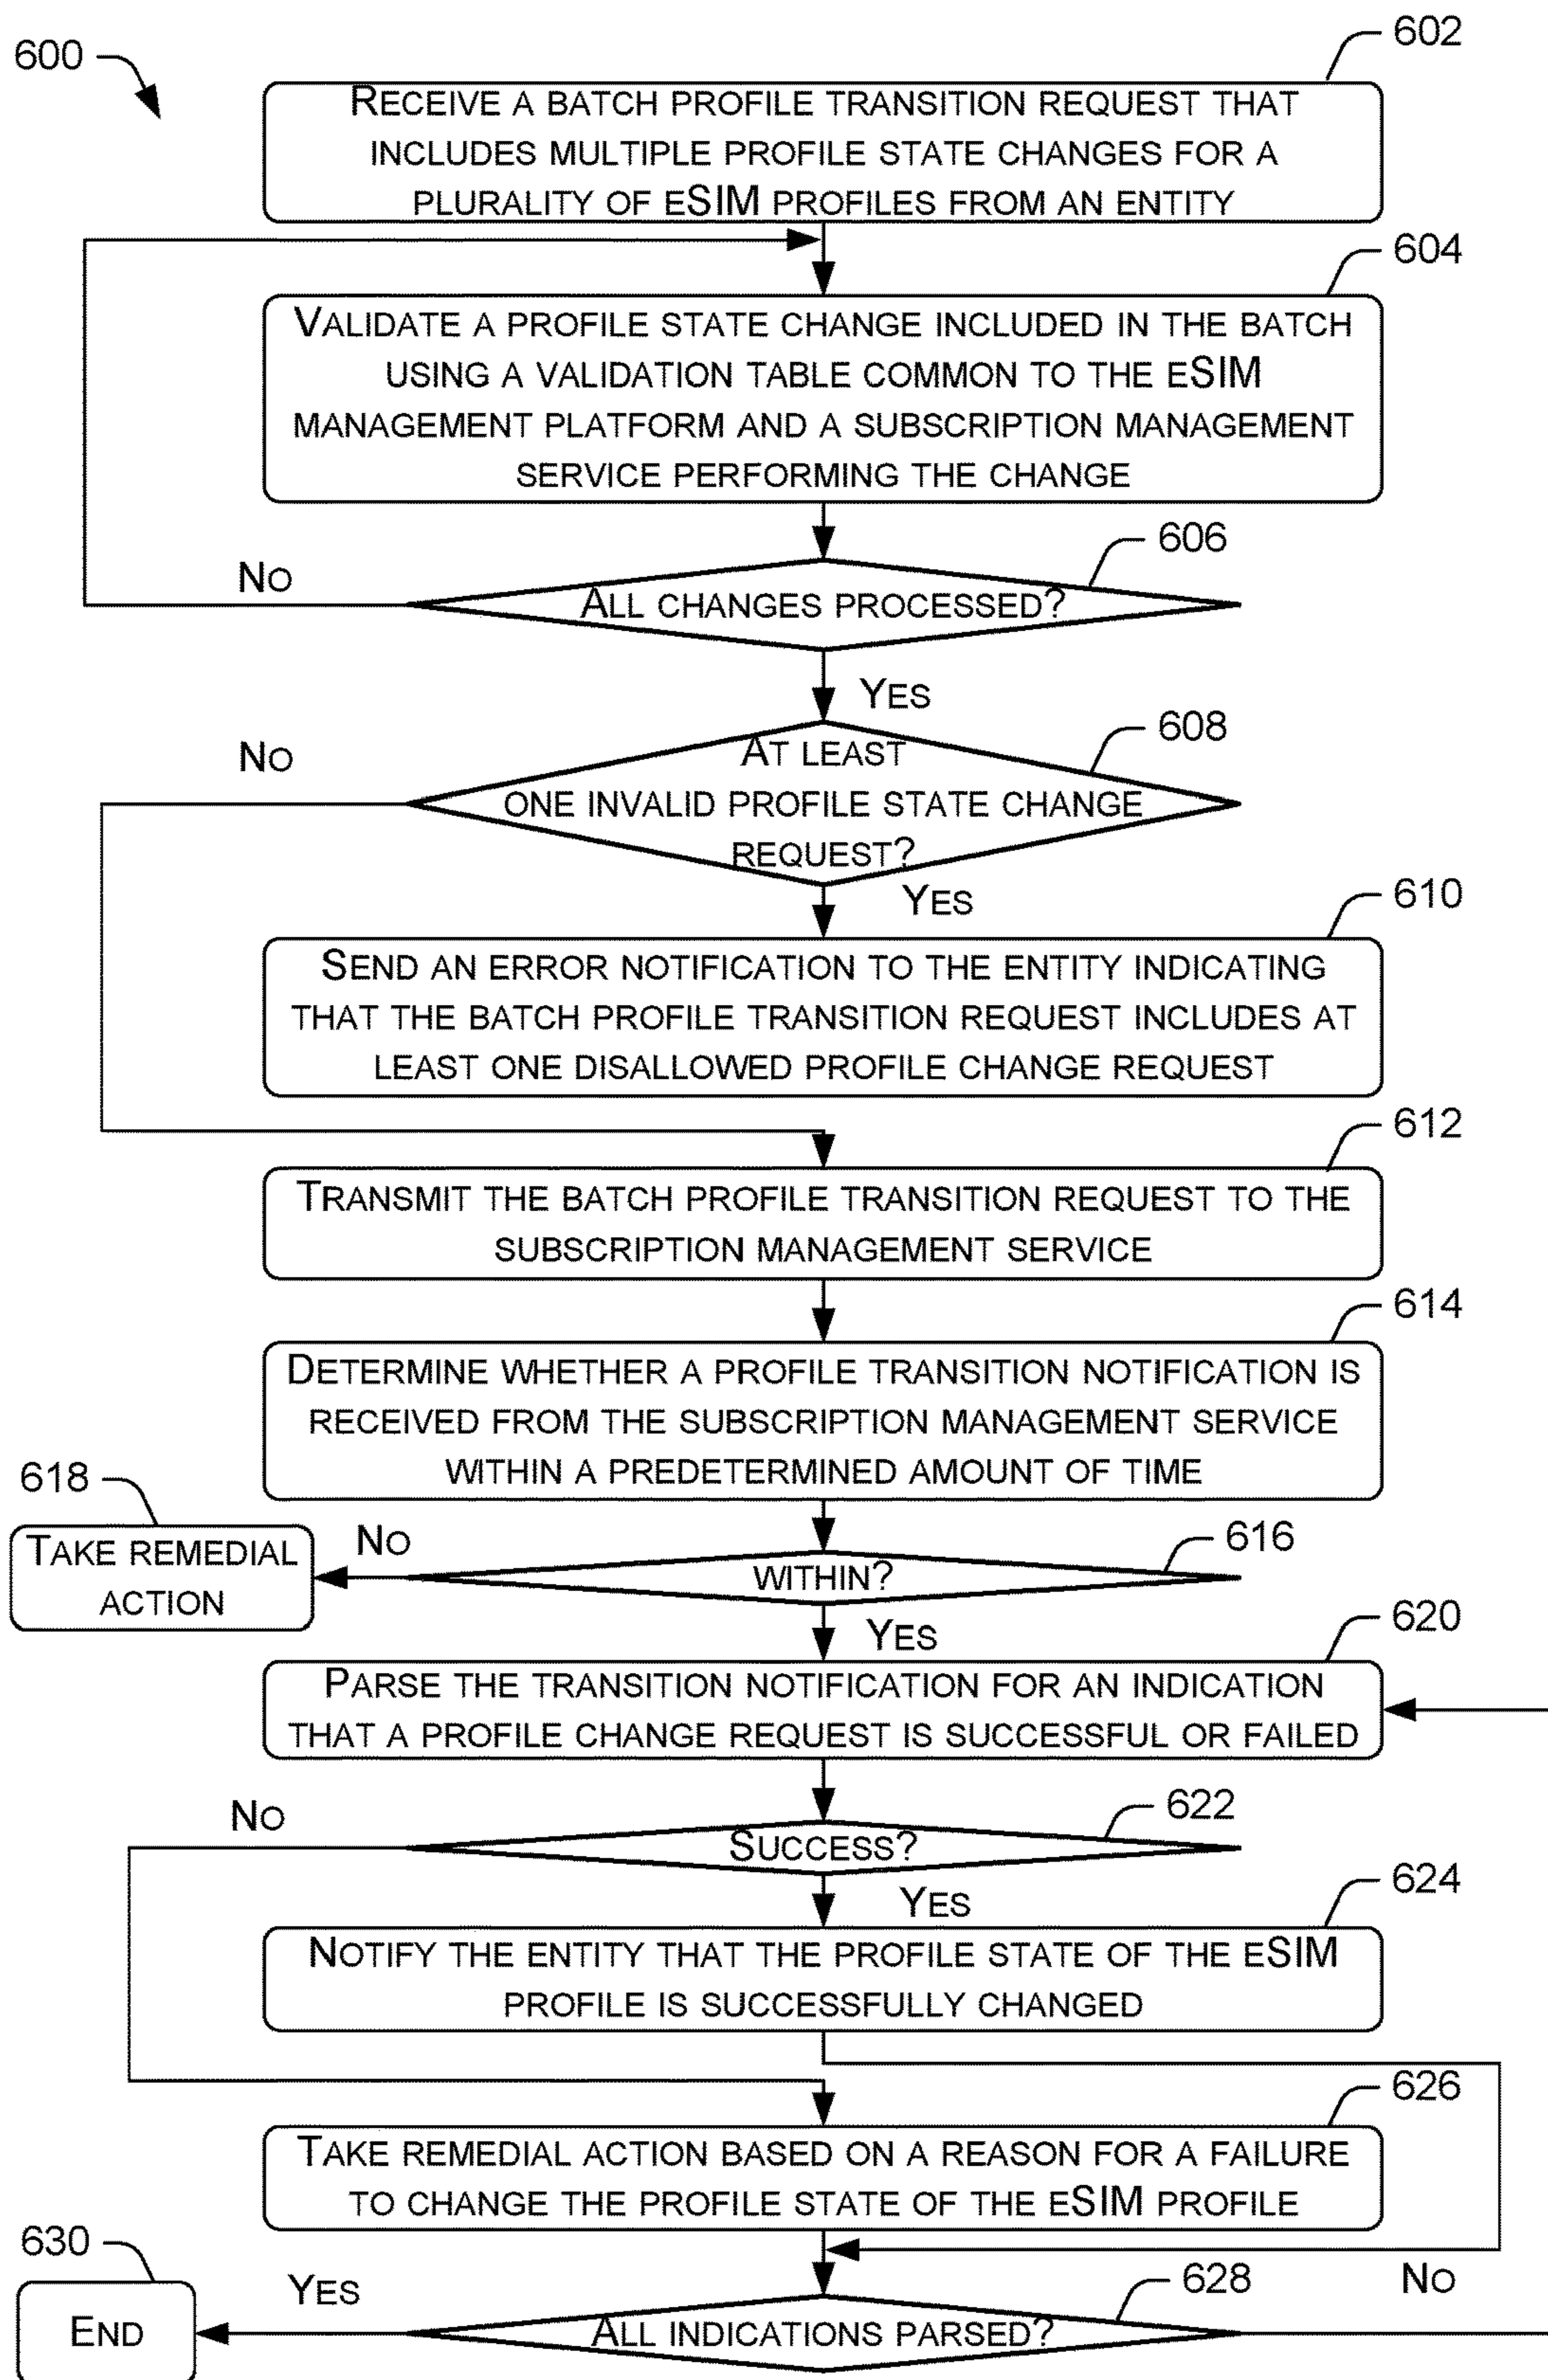 602
600
RECEIVE A BATCH PROFILE TRANSITION REQUEST THAT
INCLUDES MULTIPLE PROFILE STATE CHANGES FOR A
PLURALITY OF ESIM PROFILES FROM AN ENTITY
604
VALIDATE A PROFILE STATE CHANGE INCLUDED IN THE BATCH
USING A VALIDATION TABLE COMMON TO THE ESIM
MANAGEMENT PLATFORM AND A SUBSCRIPTION MANAGEMENT
SERVICE PERFORMING THE CHANGE
606
NO
ALL CHANGES PROCESSED?
YES
608
NO
AT LEAST
ONE INVALID PROFILE STATE CHANGE
REQUEST?
YES
610
SEND AN ERROR NOTIFICATION TO THE ENTITY INDICATING
THAT THE BATCH PROFILE TRANSITION REQUEST INCLUDES AT
LEAST ONE DISALLOWED PROFILE CHANGE REQUEST
612
TRANSMIT THE BATCH PROFILE TRANSITION REQUEST TO THE
SUBSCRIPTION MANAGEMENT SERVICE
614
DETERMINE WHETHER A PROFILE TRANSITION NOTIFICATION IS
RECEIVED FROM THE SUBSCRIPTION MANAGEMENT SERVICE
WITHIN A PREDETERMINED AMOUNT OF TIME
618
TAKE REMEDIAL
ACTION
NO
616
WITHIN?
YES
620
PARSE THE TRANSITION NOTIFICATION FOR AN INDICATION
THAT A PROFILE CHANGE REQUEST IS SUCCESSFUL OR FAILED
NO
622
SUCCESS?
YES
624
NOTIFY THE ENTITY THAT THE PROFILE STATE OF THE ESIM
PROFILE IS SUCCESSFULLY CHANGED
626
TAKE REMEDIAL ACTION BASED ON A REASON FOR A FAILURE
TO CHANGE THE PROFILE STATE OF THE ESIM PROFILE
630
YES
628
NO
END
ALL INDICATIONS PARSED?